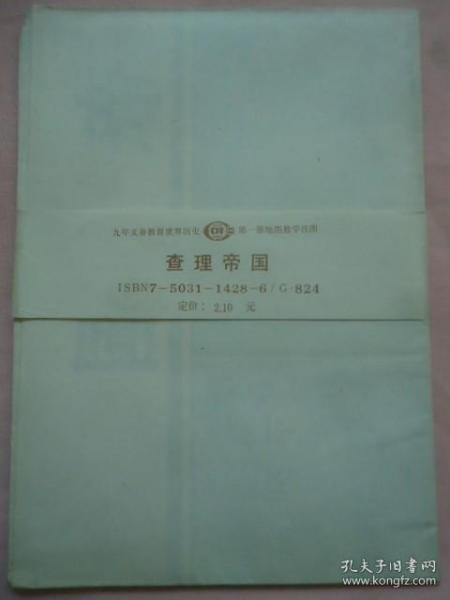 九年义务教育世界历史 第一册地图教学挂图
查理帝国
ISBN7-5031-1428-6/G·824
定价: 2.10 元
孔夫子旧书网
www.kongfz.com